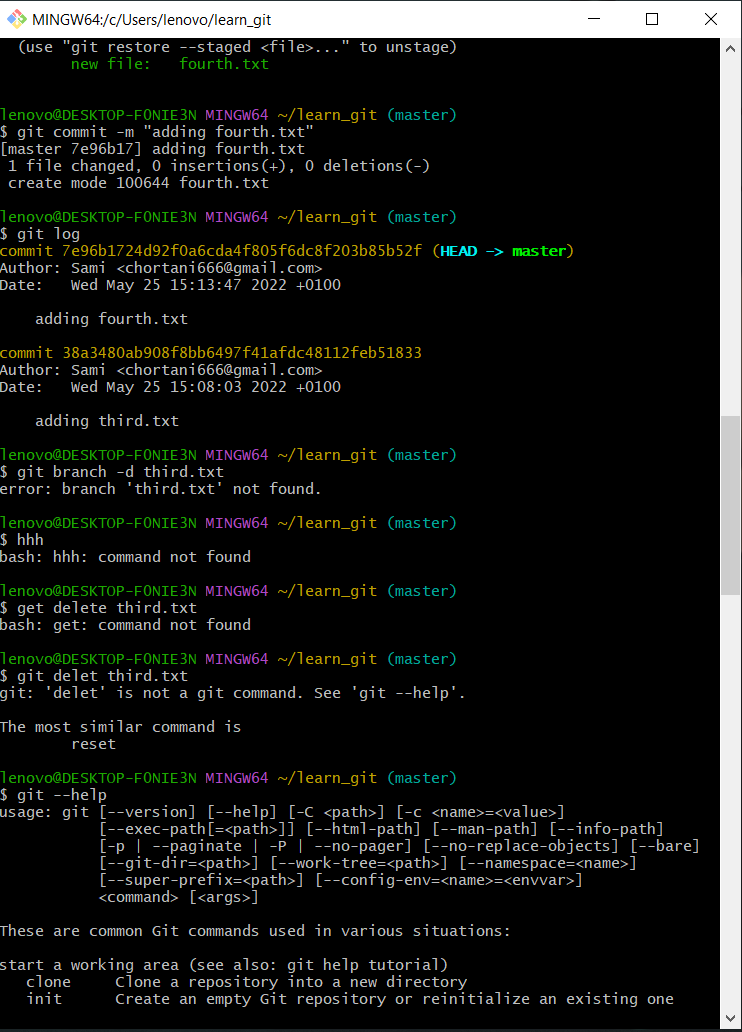 MINGW64:/c/Users/lenovo/learn_git
(use "git restore --staged <file>..." to unstage)
new file:   fourth.txt
lenovo@DESKTOP-F0NIE3N MINGW64 ~/learn_git (master)
$ git commit -m "adding fourth.txt"
[master 7e96b17] adding fourth.txt
1 file changed, 0 insertions(+), 0 deletions(-)
create mode 100644 fourth.txt
lenovo@DESKTOP-F0NIE3N MINGW64 ~/learn_git (master)
$ git log
commit 7e96b1724d92f0a6cda4f805f6dc8f203b85b52f (HEAD -> master)
Author: Sami <chortani666@gmail.com>
Date:   Wed May 25 15:13:47 2022 +0100
adding fourth.txt
commit 38a3480ab908f8bb6497f41afdc48112feb51833
Author: Sami <chortani666@gmail.com>
Date:   Wed May 25 15:08:03 2022 +0100
adding third.txt
lenovo@DESKTOP-F0NIE3N MINGW64 ~/learn_git (master)
$ git branch -d third.txt
error: branch 'third.txt' not found.
lenovo@DESKTOP-F0NIE3N MINGW64 ~/learn_git (master)
$ hhh
bash: hhh: command not found
lenovo@DESKTOP-F0NIE3N MINGW64 ~/learn_git (master)
$ get delete third.txt
bash: get: command not found
lenovo@DESKTOP-F0NIE3N MINGW64 ~/learn_git (master)
$ git delet third.txt
git: 'delet' is not a git command. See 'git --help'.
The most similar command is
reset
lenovo@DESKTOP-F0NIE3N MINGW64 ~/learn_git (master)
$ git --help
usage: git [--version] [--help] [-C <path>] [-c <name>=<value>]
[--exec-path[=<path>]] [--html-path] [--man-path] [--info-path]
[-p | --paginate | -P | --no-pager] [--no-replace-objects] [--bare]
[--git-dir=<path>] [--work-tree=<path>] [--namespace=<name>]
[--super-prefix=<path>] [--config-env=<name>=<envvar>]
<command> [<args>]
These are common Git commands used in various situations:
start a working area (see also: git help tutorial)
clone     Clone a repository into a new directory
init      Create an empty Git repository or reinitialize an existing one